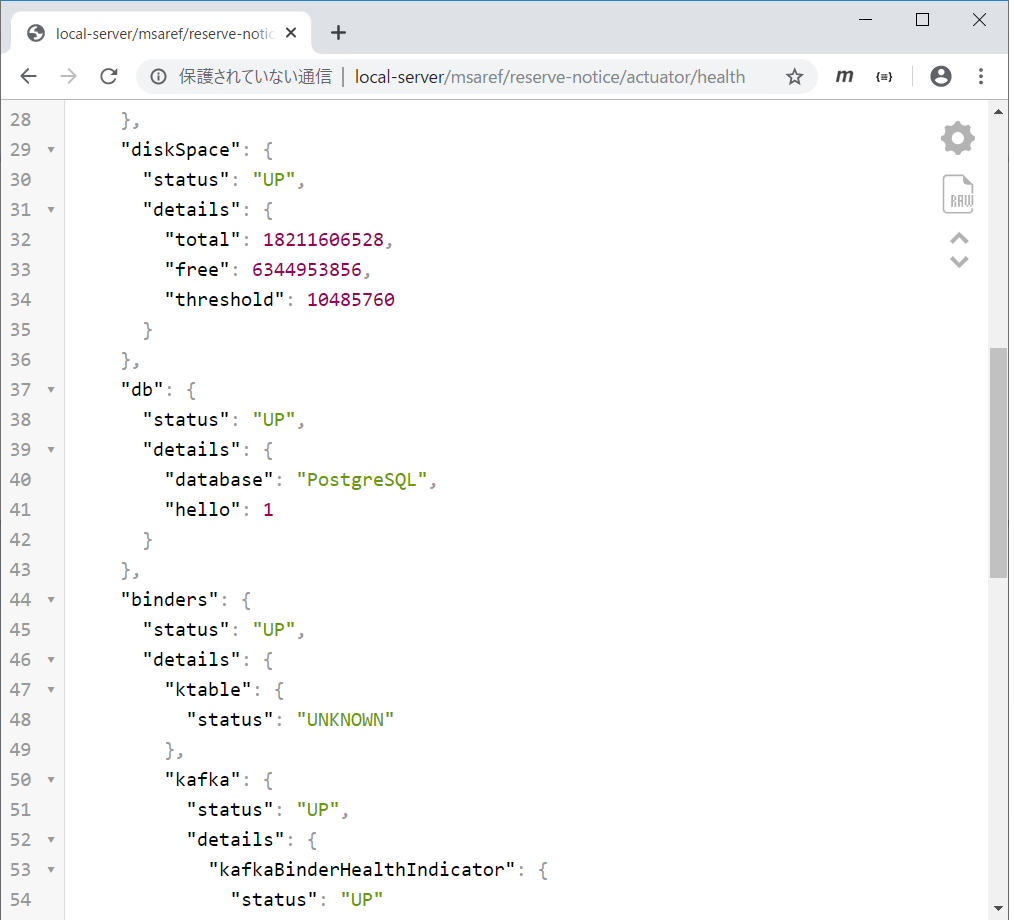 local-server/msaref/reserve-notic
保護されていない通信 | local-server/msaref/reserve-notice/actuator/health
m {≡}
RAW
28 },
29 "diskSpace": {
30 "status": "UP",
31 "details": {
32 "total": 18211606528,
33 "free": 6344953856,
34 "threshold": 10485760
35 }
36 },
37 "db": {
38 "status": "UP",
39 "details": {
40 "database": "PostgreSQL",
41 "hello": 1
42 }
43 },
44 "binders": {
45 "status": "UP",
46 "details": {
47 "ktable": {
48 "status": "UNKNOWN"
49 },
50 "kafka": {
51 "status": "UP",
52 "details": {
53 "kafkaBinderHealthIndicator": {
54 "status": "UP"